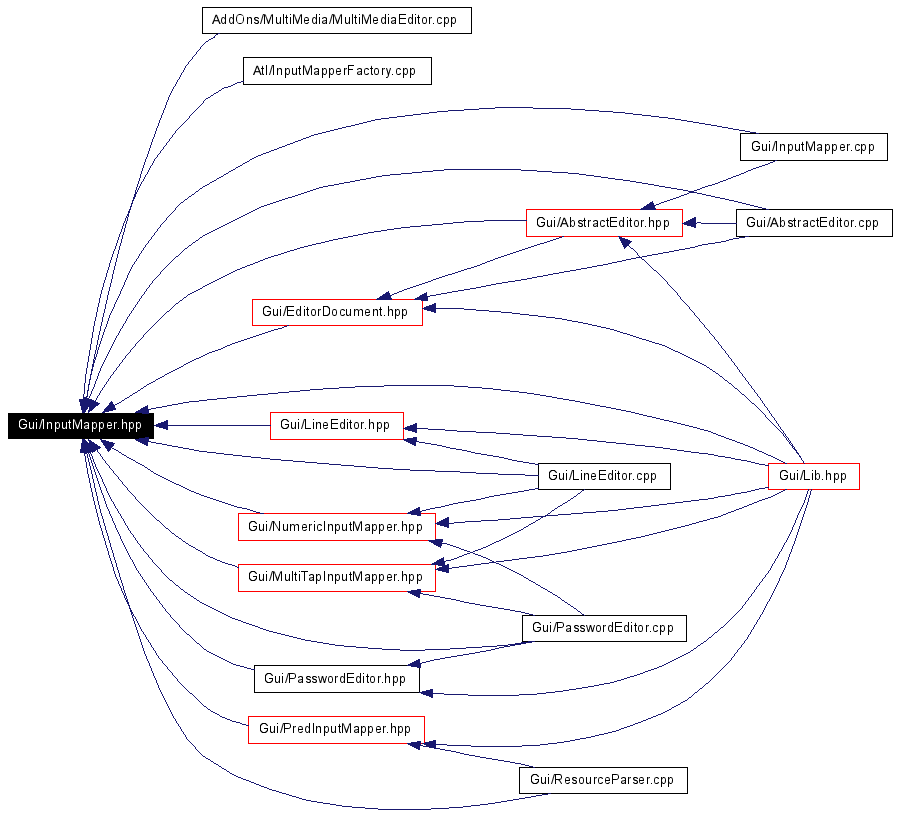 AddOns/MultiMedia/MultiMediaEditor.cpp
Atl/InputMapperFactory.cpp
Gui/InputMapper.cpp
Gui/AbstractEditor.hpp
Gui/AbstractEditor.cpp
Gui/EditorDocument.hpp
Gui/InputMapper.hpp
Gui/LineEditor.hpp
Gui/LineEditor.cpp
Gui/Lib.hpp
Gui/NumericInputMapper.hpp
Gui/MultiTapInputMapper.hpp
Gui/PasswordEditor.cpp
Gui/PasswordEditor.hpp
Gui/PredInputMapper.hpp
Gui/ResourceParser.cpp